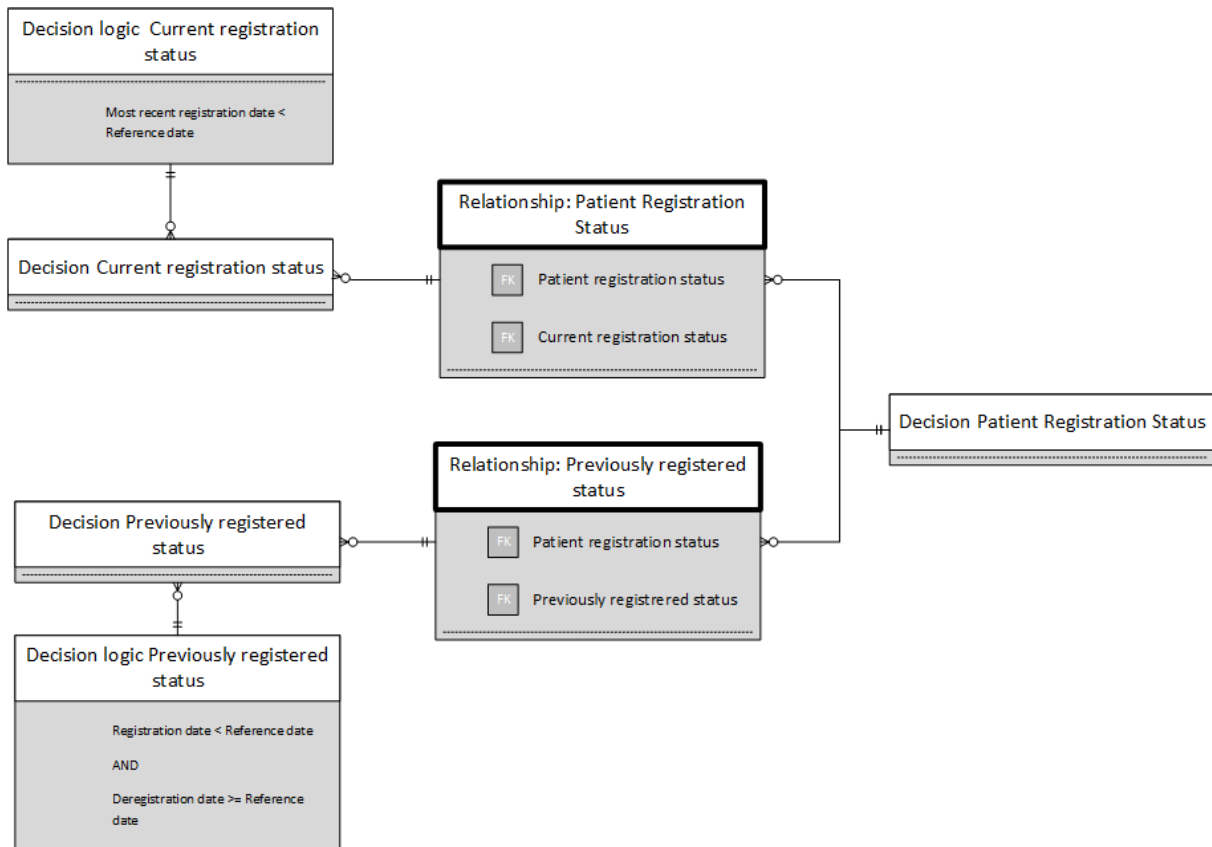 Decision logic  Current registration
status
Most recent registration date <
Reference date
Decision Current registration status
Relationship: Patient Registration
Status
FK Patient registration status
FK Current registration status
Decision Patient Registration Status
Relationship: Previously registered
status
FK Patient registration status
FK Previously registrered status
Decision Previously registered
status
Decision logic Previously registered
status
Registration date < Reference date
AND
Deregistration date >= Reference
date